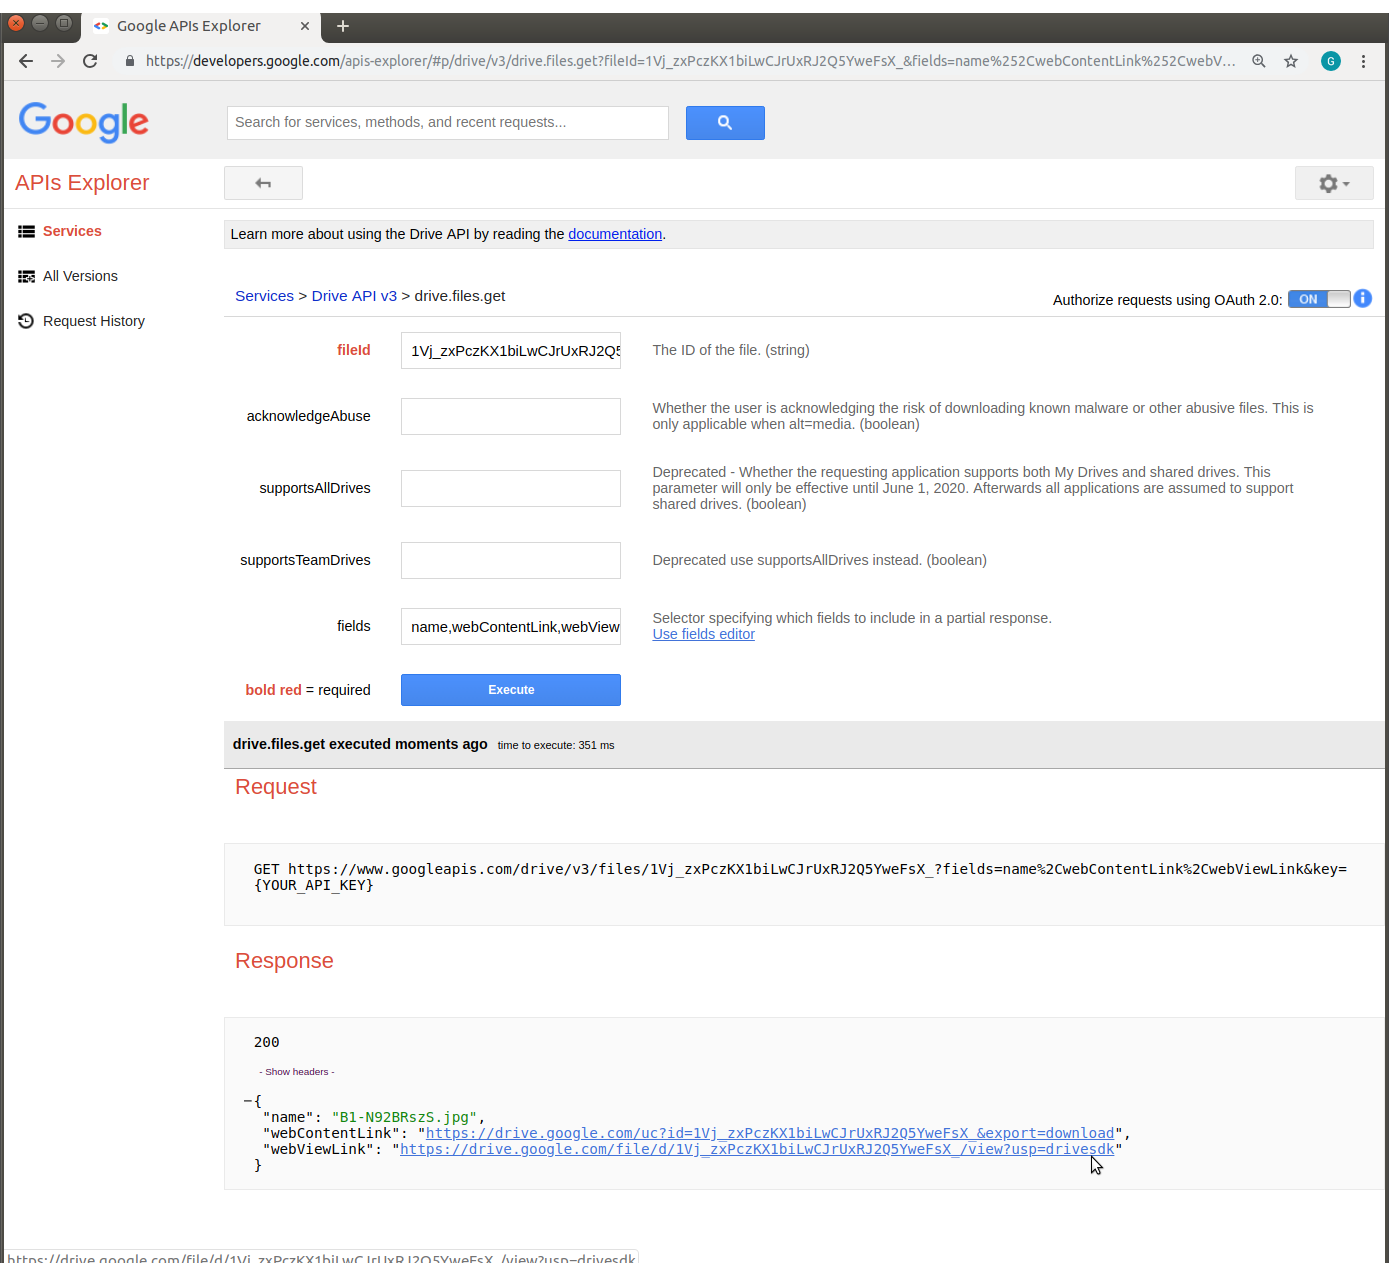 Google APIs Explorer
https://developers.google.com/apis-explorer/#p/drive/v3/drive.files.get?fileId=1Vj_zxPczKX1biLwCJrUxRJ2Q5YweFsX_&fields=name%252CwebContentLink%252CwebV...
G
Google
Search for services, methods, and recent requests...
APIs Explorer
Services
Learn more about using the Drive API by reading the documentation.
All Versions
Request History
Services > Drive API v3 > drive.files.get
Authorize requests using OAuth 2.0: ON
fileId
1Vj_zxPczKX1biLwCJrUxRJ2Q5
The ID of the file. (string)
acknowledgeAbuse
Whether the user is acknowledging the risk of downloading known malware or other abusive files. This is
only applicable when alt=media. (boolean)
supportsAllDrives
Deprecated - Whether the requesting application supports both My Drives and shared drives. This
parameter will only be effective until June 1, 2020. Afterwards all applications are assumed to support
shared drives. (boolean)
supportsTeamDrives
Deprecated use supportsAllDrives instead. (boolean)
fields
name,webContentLink,webView
Selector specifying which fields to include in a partial response.
Use fields editor
bold red = required
Execute
drive.files.get executed moments ago time to execute: 351 ms
Request
GET https://www.googleapis.com/drive/v3/files/1Vj_zxPczKX1biLwCJrUxRJ2Q5YweFsX_?fields=name%2CwebContentLink%2CwebViewLink&key=
{YOUR_API_KEY}
Response
200
- Show headers -
{
"name": "B1-N92BRszS.jpg",
"webContentLink": "https://drive.google.com/uc?id=1Vj_zxPczKX1biLwCJrUxRJ2Q5YweFsX_&export=download",
"webViewLink": "https://drive.google.com/file/d/1Vj_zxPczKX1biLwCJrUxRJ2Q5YweFsX_/view?usp=drivesdk"
}
https://drive.google.com/file/d/1Vj_zxPczKX1biLwCJrUxRJ2Q5YweFsX_/view?usp=drivesdk